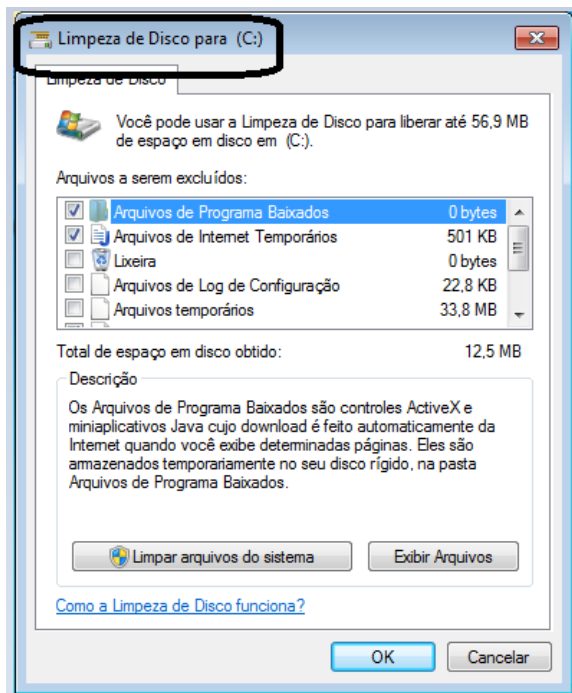 Limpeza de Disco para (C:)
Limpeza de Disco
Você pode usar a Limpeza de Disco para liberar até 56,9 MB
de espaço em disco em (C:).
Arquivos a serem excluídos:
Arquivos de Programa Baixados 0 bytes
Arquivos de Internet Temporários 501 KB
Lixeira 0 bytes
Arquivos de Log de Configuração 22,8 KB
Arquivos temporários 33,8 MB
Total de espaço em disco obtido: 12,5 MB
Descrição
Os Arquivos de Programa Baixados são controles ActiveX e
miniaplicativos Java cujo download é feito automaticamente da
Internet quando você exibe determinadas páginas. Eles são
armazenados temporariamente no seu disco rígido, na pasta
Arquivos de Programa Baixados.
Limpar arquivos do sistema Exibir Arquivos
Como a Limpeza de Disco funciona?
OK Cancelar